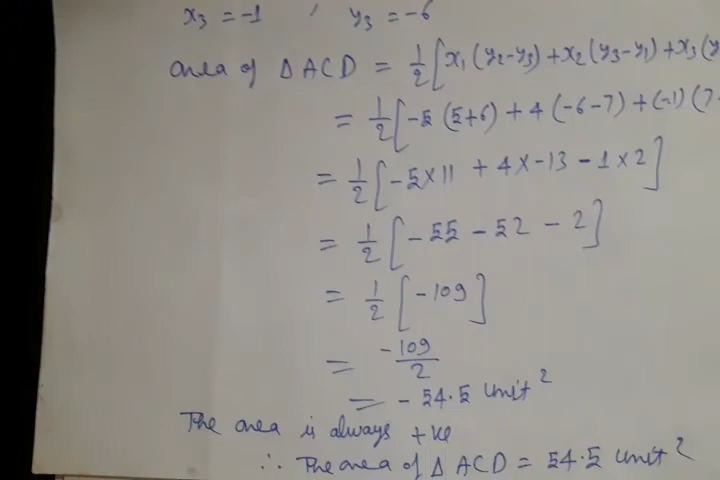 x₃ = -1 , y₃ = -6
area of Δ ACD = 1/2 [x₁ (y₂-y₃) + x₂ (y₃-y₁) + x₃ (y
= 1/2 [-5 (5+6) + 4 (-6-7) + (-1) (7-
= 1/2 [-5×11 + 4×-13 - 1×2]
= 1/2 [-55 - 52 - 2]
= 1/2 [-109]
= -109/2
= -54.5 unit²
The area is always +ve
∴ The area of Δ ACD = 54.5 unit²